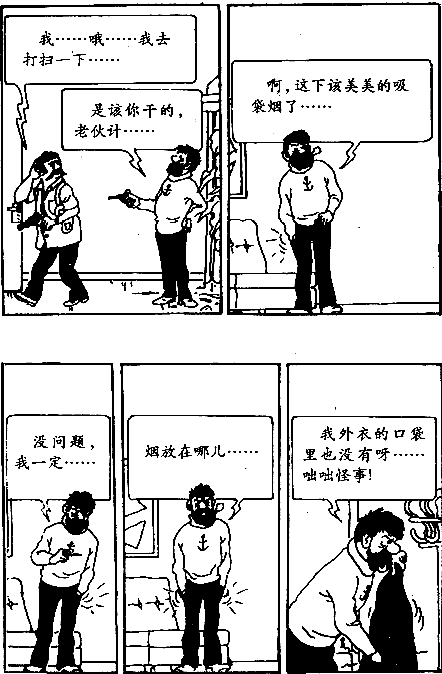 我……哦……我去
打扫一下……
是该你干的，
老伙计……
啊，这下该美美的吸
袋烟了……
没问题，
我一定……
烟放在哪儿……
我外衣的口袋
里也没有呀……
咄咄怪事！